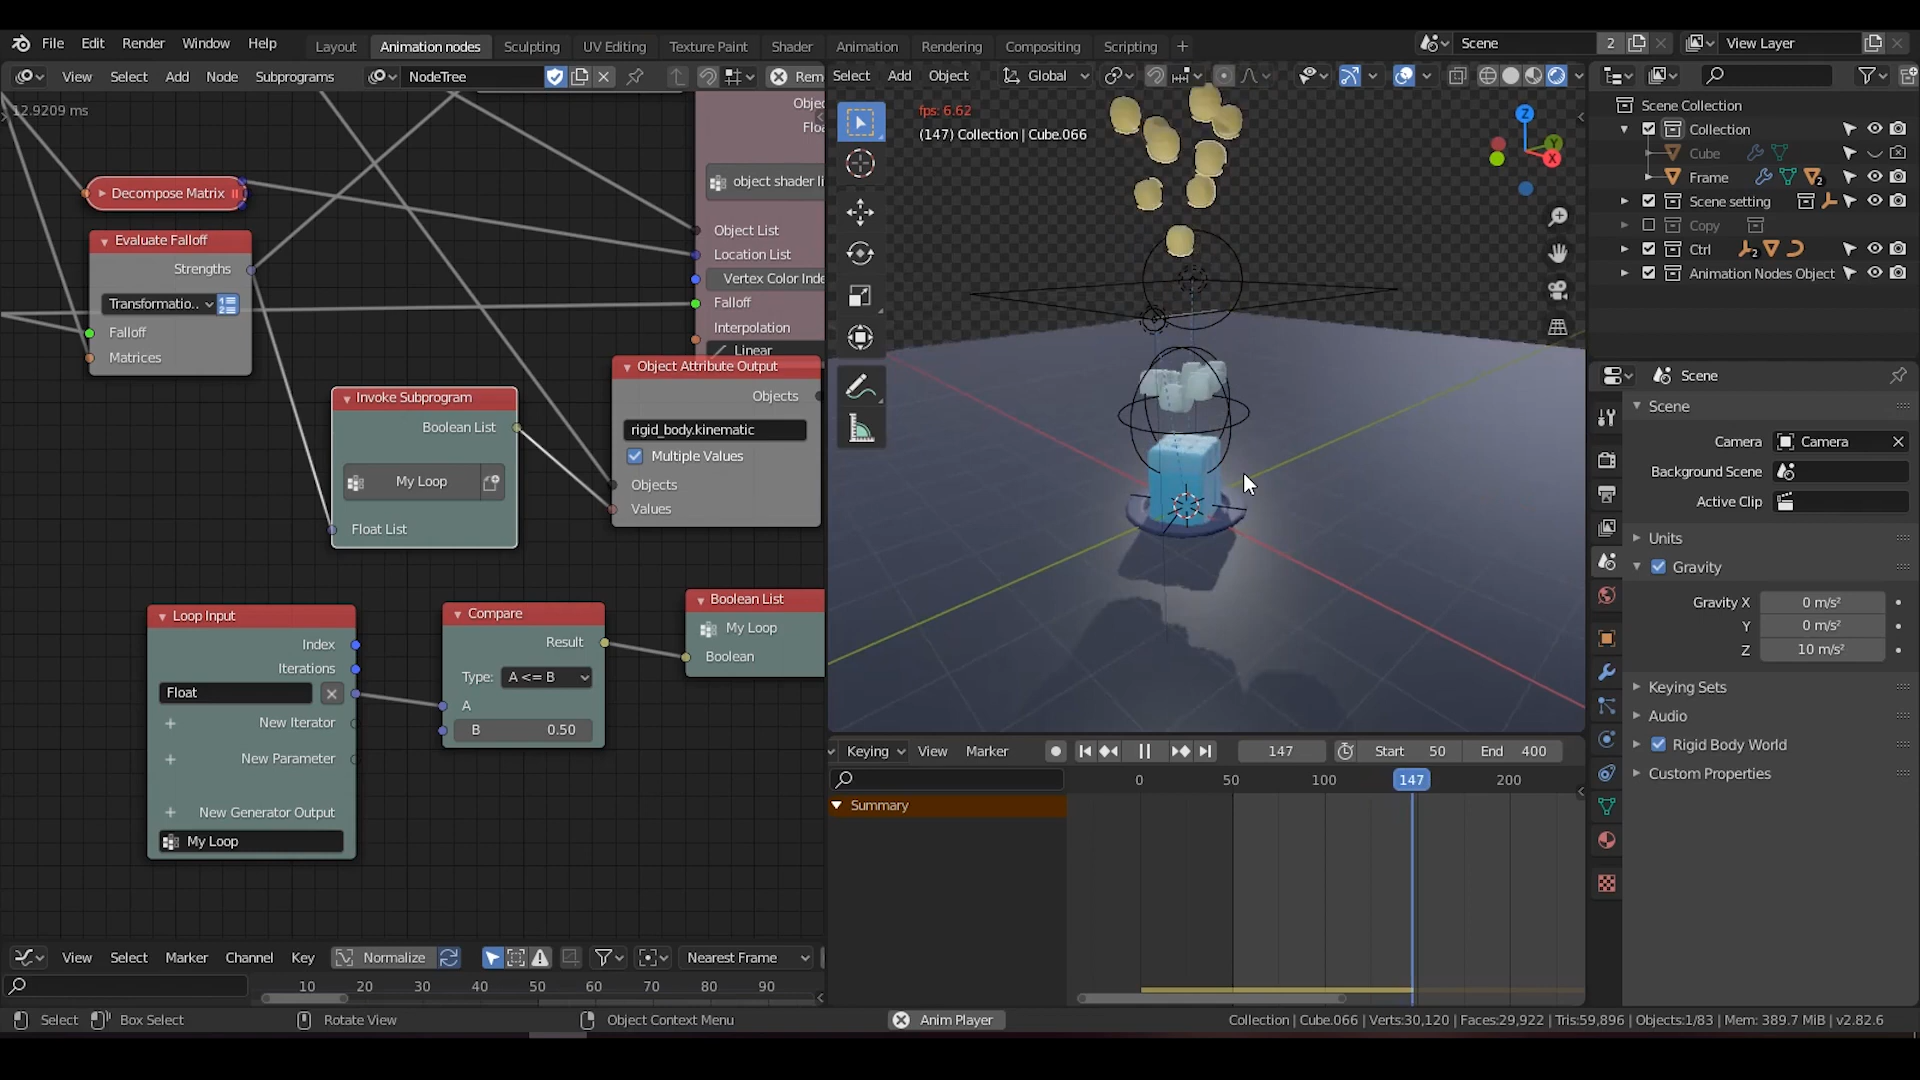 File Edit Render Window Help Layout Animation nodes Sculpting UV Editing Texture Paint Shader Animation Rendering Compositing Scripting + Scene 2 View Layer
View Select Add Node Subprograms NodeTree Rem
Select Add Object Global
12.9209 ms
Decompose Matrix
Evaluate Falloff
Strengths
Transformatio..
Falloff
Matrices
Objec
Floa
object shader li
Object List
Location List
Vertex Color Inde
Falloff
Interpolation
Linear
Invoke Subprogram
Boolean List
My Loop
Float List
Object Attribute Output
Objects
rigid_body.kinematic
Multiple Values
Objects
Values
Loop Input
Index
Iterations
Float
New Iterator
New Parameter
New Generator Output
My Loop
Compare
Result
Type: A <= B
A
B 0.50
Boolean List
My Loop
Boolean
fps: 6.62
(147) Collection | Cube.066
Z
Y
X
Keying View Marker 147 Start 50 End 400
0 50 100 147 200
Summary
View Select Marker Channel Key Normalize Nearest Frame
10 20 30 40 50 60 70 80 90
Scene Collection
Collection
Cube
Frame 2
Scene setting
Copy
Ctrl 2
Animation Nodes Object
Scene
Scene
Camera Camera
Background Scene
Active Clip
Units
Gravity
Gravity X 0 m/s²
Y 0 m/s²
Z 10 m/s²
Keying Sets
Audio
Rigid Body World
Custom Properties
Select Box Select Rotate View Object Context Menu Anim Player Collection | Cube.066 | Verts:30,120 | Faces:29,922 | Tris:59,896 | Objects:1/83 | Mem: 389.7 MiB | v2.82.6